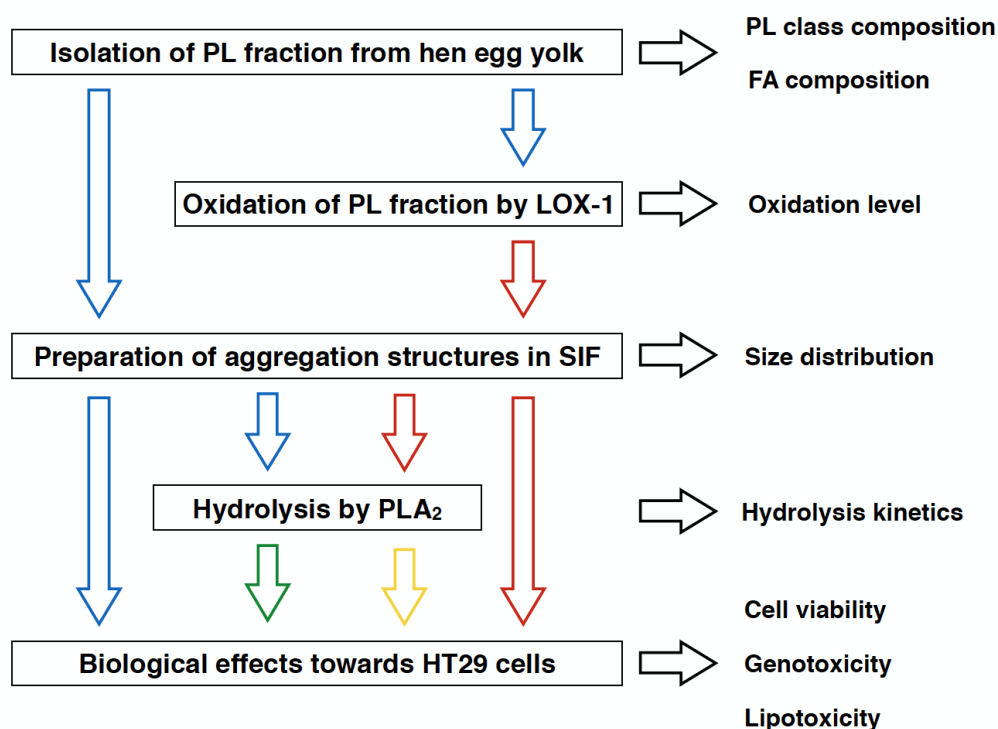 Isolation of PL fraction from hen egg yolk
PL class composition
FA composition
Oxidation of PL fraction by LOX-1
Oxidation level
Preparation of aggregation structures in SIF
Size distribution
Hydrolysis by PLA₂
Hydrolysis kinetics
Biological effects towards HT29 cells
Cell viability
Genotoxicity
Lipotoxicity